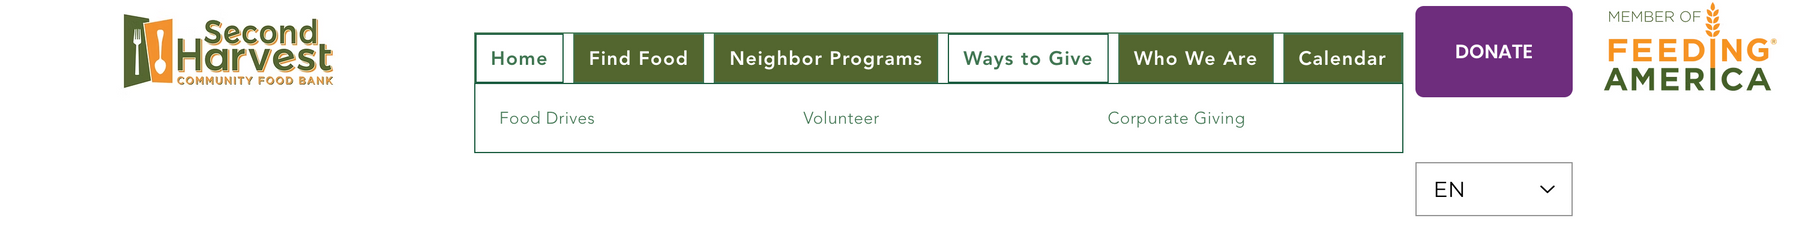 Second
Harvest
COMMUNITY FOOD BANK
Home Find Food Neighbor Programs Ways to Give Who We Are Calendar
Food Drives Volunteer Corporate Giving
DONATE
EN
MEMBER OF
FEEDING®
AMERICA